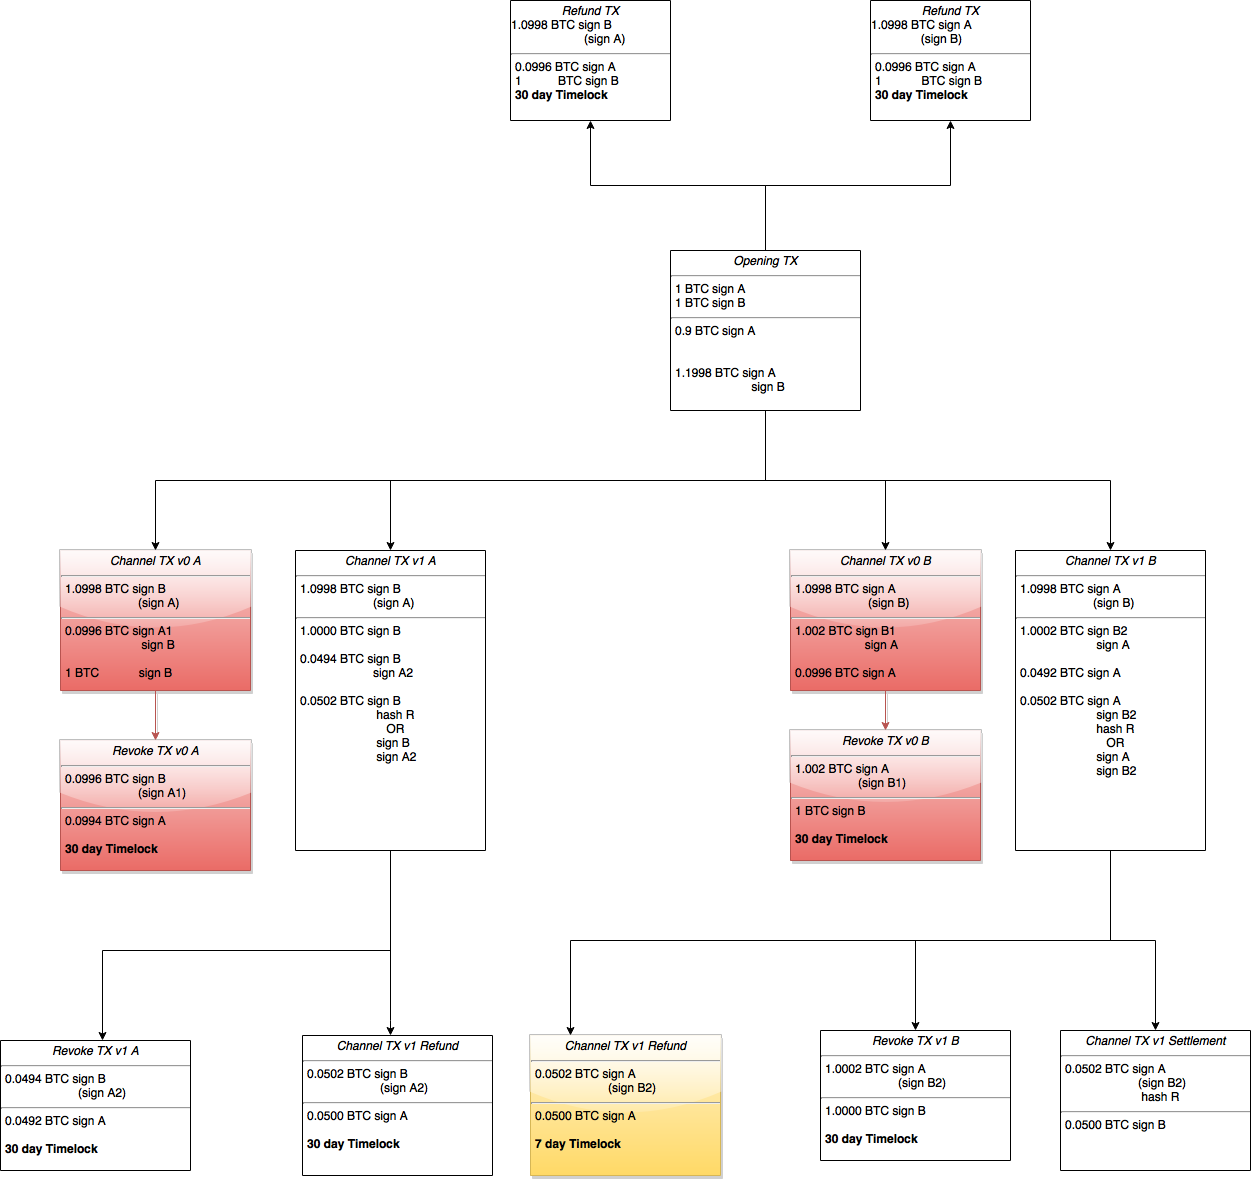 Refund TX
1.0998 BTC sign B
(sign A)
0.0996 BTC sign A
1 BTC sign B
30 day Timelock
Refund TX
1.0998 BTC sign A
(sign B)
0.0996 BTC sign A
1 BTC sign B
30 day Timelock
Opening TX
1 BTC sign A
1 BTC sign B
0.9 BTC sign A
1.1998 BTC sign A
sign B
Channel TX v0 A
1.0998 BTC sign B
(sign A)
0.0996 BTC sign A1
sign B
1 BTC sign B
Channel TX v1 A
1.0998 BTC sign B
(sign A)
1.0000 BTC sign B
0.0494 BTC sign B
sign A2
0.0502 BTC sign B
hash R
OR
sign B
sign A2
Channel TX v0 B
1.0998 BTC sign A
(sign B)
1.002 BTC sign B1
sign A
0.0996 BTC sign A
Channel TX v1 B
1.0998 BTC sign A
(sign B)
1.0002 BTC sign B2
sign A
0.0492 BTC sign A
0.0502 BTC sign A
sign B2
hash R
OR
sign A
sign B2
Revoke TX v0 A
0.0996 BTC sign B
(sign A1)
0.0994 BTC sign A
30 day Timelock
Revoke TX v0 B
1.002 BTC sign A
(sign B1)
1 BTC sign B
30 day Timelock
Revoke TX v1 A
0.0494 BTC sign B
(sign A2)
0.0492 BTC sign A
30 day Timelock
Channel TX v1 Refund
0.0502 BTC sign B
(sign A2)
0.0500 BTC sign A
30 day Timelock
Channel TX v1 Refund
0.0502 BTC sign A
(sign B2)
0.0500 BTC sign A
7 day Timelock
Revoke TX v1 B
1.0002 BTC sign A
(sign B2)
1.0000 BTC sign B
30 day Timelock
Channel TX v1 Settlement
0.0502 BTC sign A
(sign B2)
hash R
0.0500 BTC sign B